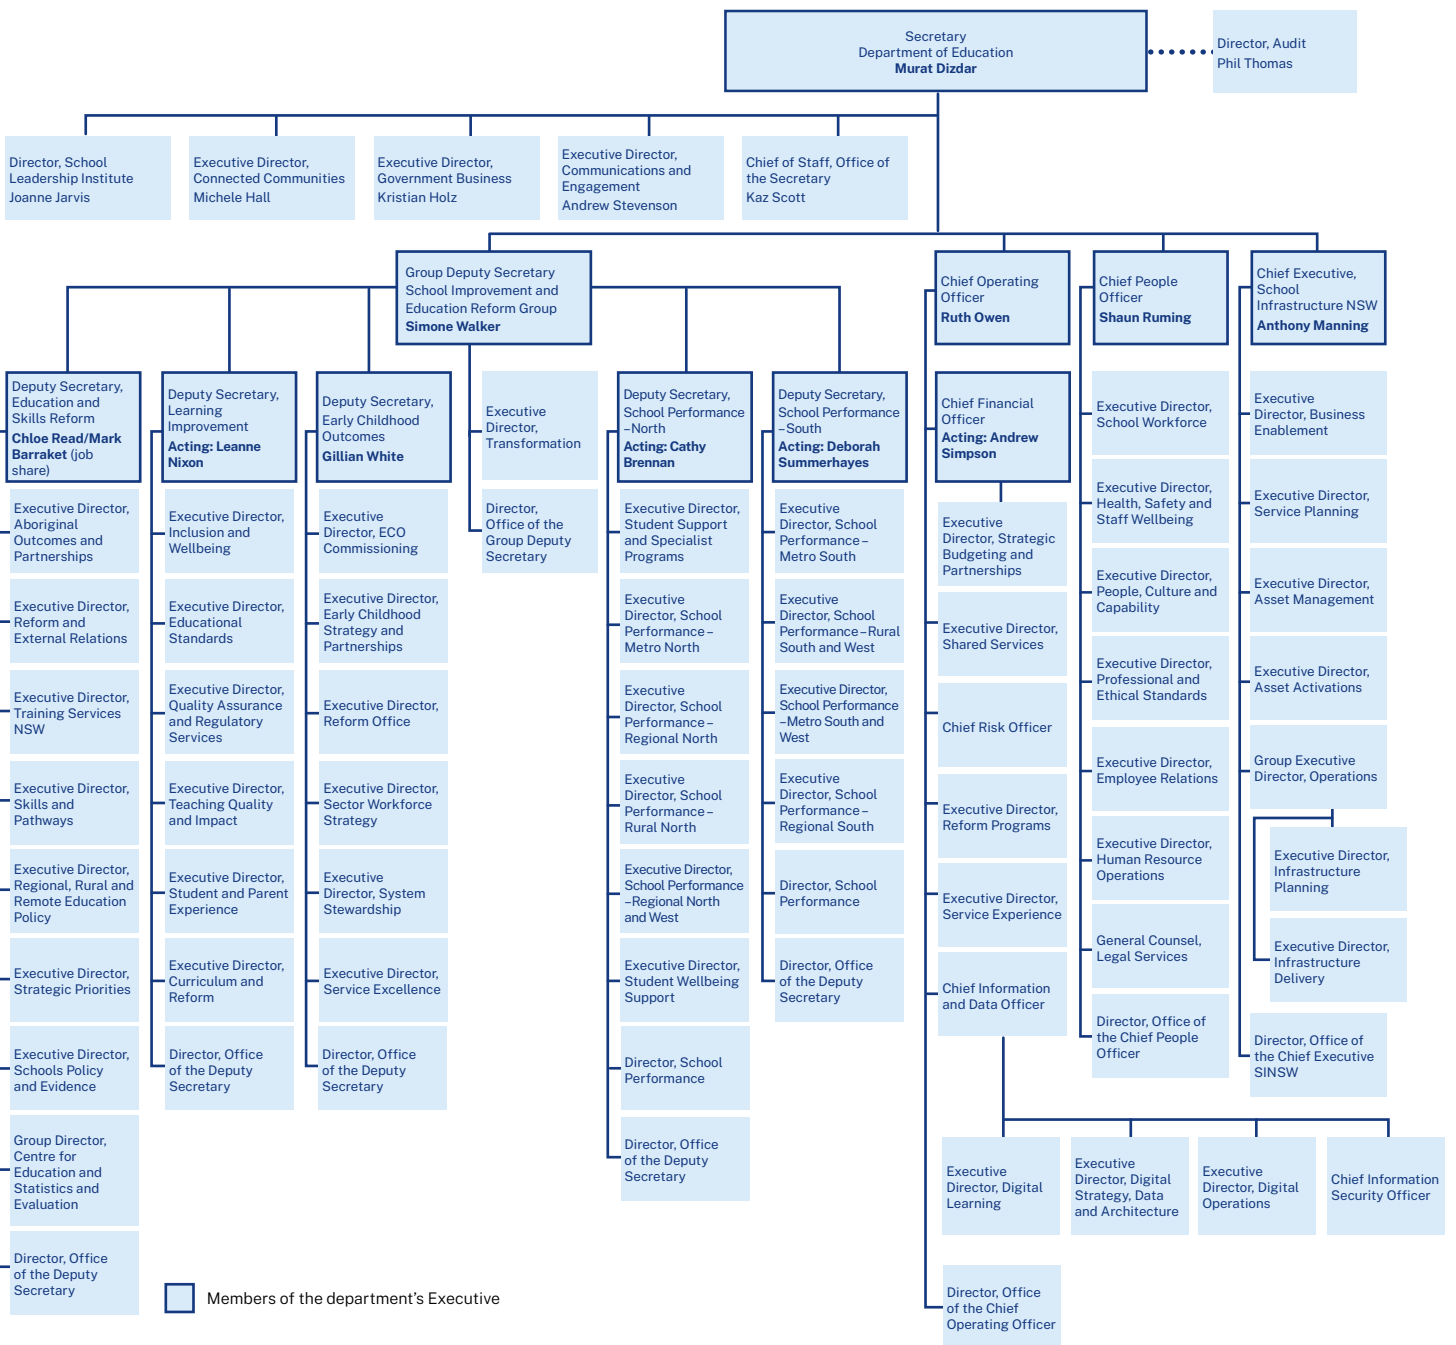 Secretary
Department of Education
Murat Dizdar
Director, Audit
Phil Thomas
Director, School
Leadership Institute
Joanne Jarvis
Executive Director,
Connected Communities
Michele Hall
Executive Director,
Government Business
Kristian Holz
Executive Director,
Communications and
Engagement
Andrew Stevenson
Chief of Staff, Office of
the Secretary
Kaz Scott
Group Deputy Secretary
School Improvement and
Education Reform Group
Simone Walker
Chief Operating
Officer
Ruth Owen
Chief People
Officer
Shaun Ruming
Chief Executive,
School
Infrastructure NSW
Anthony Manning
Deputy Secretary,
Education and
Skills Reform
Chloe Read/Mark
Barraket (job
share)
Executive Director,
Aboriginal
Outcomes and
Partnerships
Executive Director,
Reform and
External Relations
Executive Director,
Training Services
NSW
Executive Director,
Skills and
Pathways
Executive Director,
Regional, Rural and
Remote Education
Policy
Executive Director,
Strategic Priorities
Executive Director,
Schools Policy
and Evidence
Group Director,
Centre for
Education and
Statistics and
Evaluation
Director, Office
of the Deputy
Secretary
Deputy Secretary,
Learning
Improvement
Acting: Leanne
Nixon
Executive Director,
Inclusion and
Wellbeing
Executive Director,
Educational
Standards
Executive Director,
Quality Assurance
and Regulatory
Services
Executive Director,
Teaching Quality
and Impact
Executive Director,
Student and Parent
Experience
Executive Director,
Curriculum and
Reform
Director, Office
of the Deputy
Secretary
Deputy Secretary,
Early Childhood
Outcomes
Gillian White
Executive
Director, ECO
Commissioning
Executive Director,
Early Childhood
Strategy and
Partnerships
Executive Director,
Reform Office
Executive Director,
Sector Workforce
Strategy
Executive
Director, System
Stewardship
Executive Director,
Service Excellence
Director, Office
of the Deputy
Secretary
Executive
Director,
Transformation
Director,
Office of the
Group Deputy
Secretary
Deputy Secretary,
School Performance
–North
Acting: Cathy
Brennan
Executive Director,
Student Support
and Specialist
Programs
Executive
Director, School
Performance –
Metro North
Executive
Director, School
Performance –
Regional North
Executive
Director, School
Performance –
Rural North
Executive Director,
School Performance
–Regional North
and West
Executive Director,
Student Wellbeing
Support
Director, School
Performance
Director, Office
of the Deputy
Secretary
Deputy Secretary,
School Performance
–South
Acting: Deborah
Summerhayes
Executive
Director, School
Performance –
Metro South
Executive
Director, School
Performance –Rural
South and West
Executive Director,
School Performance
–Metro South and
West
Executive
Director, School
Performance –
Regional South
Director, School
Performance
Director, Office
of the Deputy
Secretary
Chief Financial
Officer
Acting: Andrew
Simpson
Executive
Director, Strategic
Budgeting and
Partnerships
Executive Director,
Shared Services
Chief Risk Officer
Executive Director,
Reform Programs
Executive Director,
Service Experience
Chief Information
and Data Officer
Executive
Director, Digital
Learning
Executive
Director, Digital
Strategy, Data
and Architecture
Executive
Director, Digital
Operations
Chief Information
Security Officer
Director, Office
of the Chief
Operating Officer
Executive Director,
School Workforce
Executive Director,
Health, Safety and
Staff Wellbeing
Executive Director,
People, Culture and
Capability
Executive Director,
Professional and
Ethical Standards
Executive Director,
Employee Relations
Executive Director,
Human Resource
Operations
General Counsel,
Legal Services
Director, Office of
the Chief People
Officer
Executive
Director, Business
Enablement
Executive Director,
Service Planning
Executive Director,
Asset Management
Executive Director,
Asset Activations
Group Executive
Director, Operations
Executive Director,
Infrastructure
Planning
Executive Director,
Infrastructure
Delivery
Director, Office of
the Chief Executive
SINSW
Members of the department's Executive